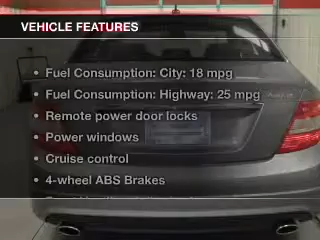 VEHICLE FEATURES
• Fuel Consumption: City: 18 mpg
• Fuel Consumption: Highway: 25 mpg
• Remote power door locks
• Power windows
• Cruise control
• 4-wheel ABS Brakes